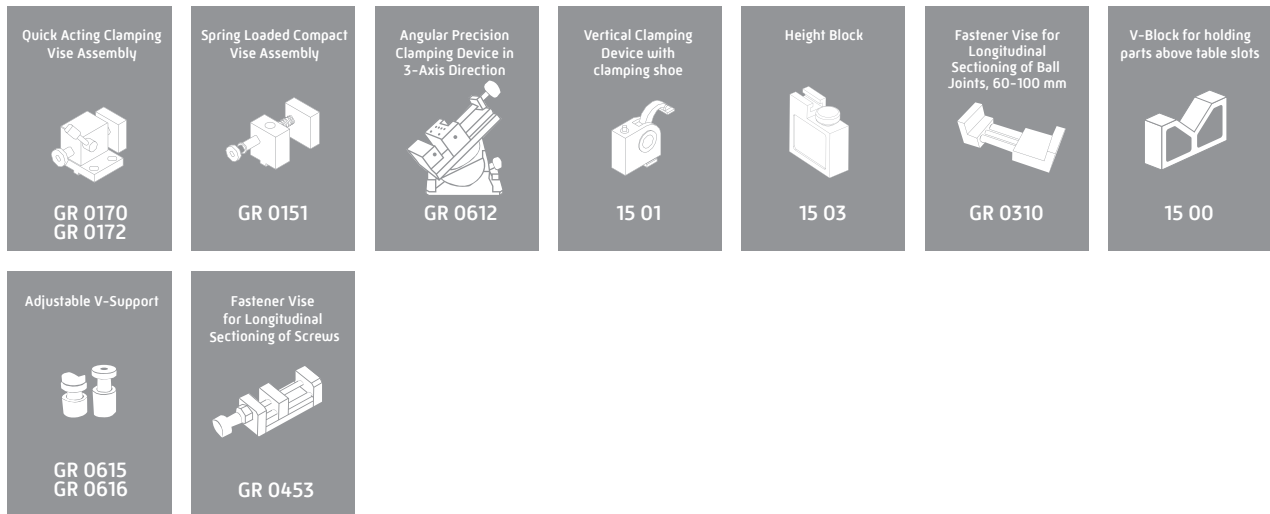 Quick Acting Clamping
Vise Assembly
GR 0170
GR 0172
Spring Loaded Compact
Vise Assembly
GR 0151
Angular Precision
Clamping Device in
3-Axis Direction
GR 0612
Vertical Clamping
Device with
clamping shoe
15 01
Height Block
15 03
Fastener Vise for
Longitudinal
Sectioning of Ball
Joints, 60-100 mm
GR 0310
V-Block for holding
parts above table slots
15 00
Adjustable V-Support
GR 0615
GR 0616
Fastener Vise
for Longitudinal
Sectioning of Screws
GR 0453